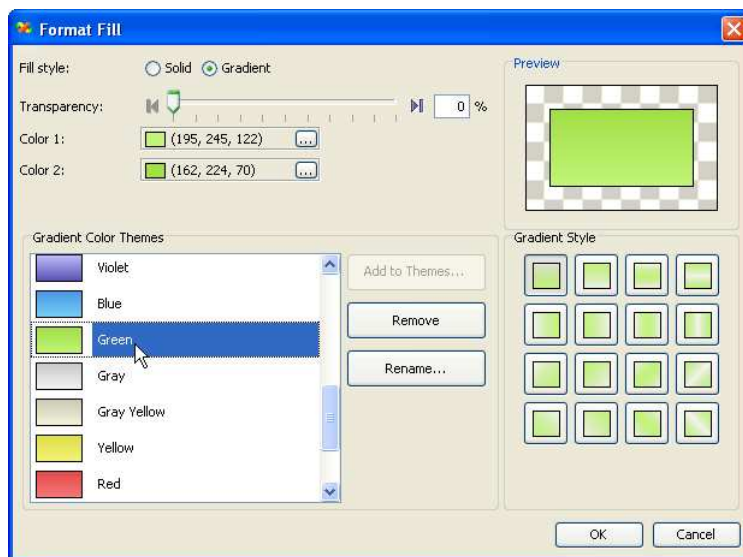 Format Fill
Fill style: Solid Gradient
Transparency: 0 %
Color 1: (195, 245, 122) ...
Color 2: (162, 224, 70) ...
Preview
Gradient Color Themes
Violet
Blue
Green
Gray
Gray Yellow
Yellow
Red
Add to Themes...
Remove
Rename...
Gradient Style
OK Cancel